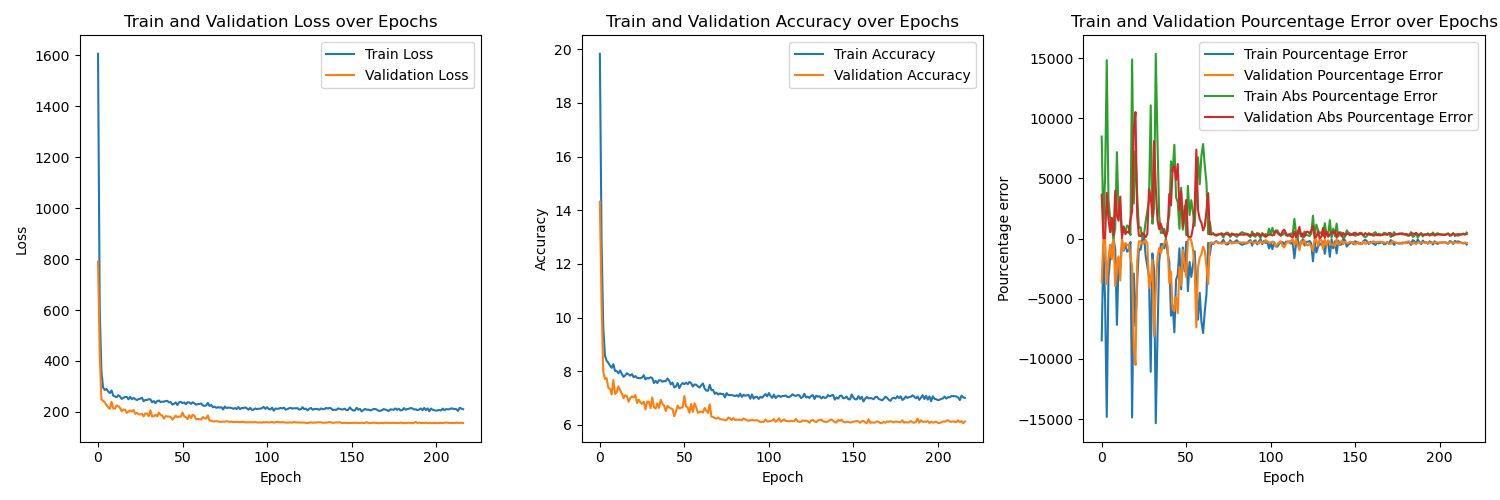 Train and Validation Loss over Epochs
Train Loss
Validation Loss
1600
1400
1200
1000
800
600
400
200
Loss
0
50
100
150
200
Epoch
Train and Validation Accuracy over Epochs
Train Accuracy
Validation Accuracy
20
18
16
14
12
10
8
6
Accuracy
0
50
100
150
200
Epoch
Train and Validation Pourcentage Error over Epochs
Train Pourcentage Error
Validation Pourcentage Error
Train Abs Pourcentage Error
Validation Abs Pourcentage Error
15000
10000
5000
0
−5000
−10000
−15000
Pourcentage error
0
50
100
150
200
Epoch